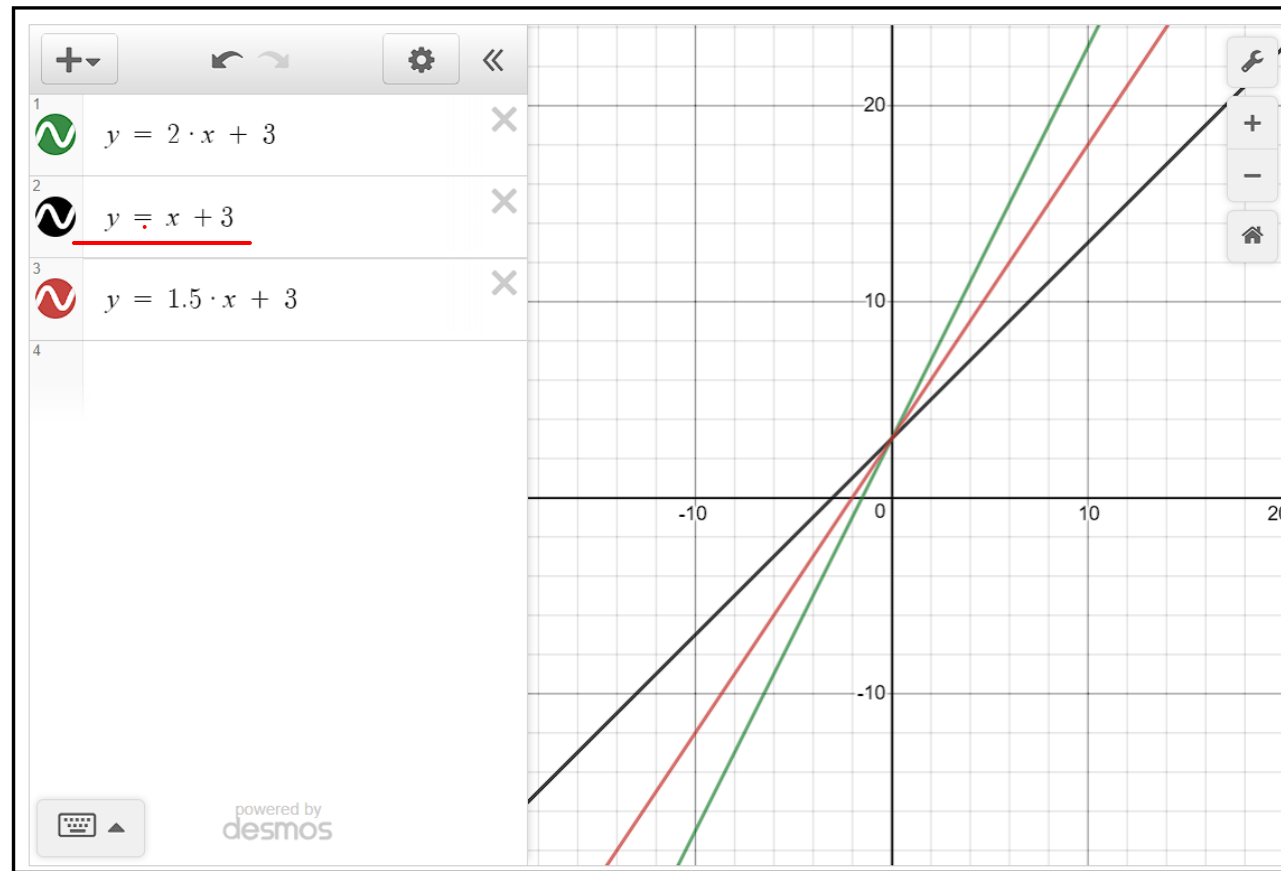 1
y = 2 · x + 3
2
y = x + 3
3
y = 1.5 · x + 3
4
powered by
desmos
20
10
-10
0
10
20
-10